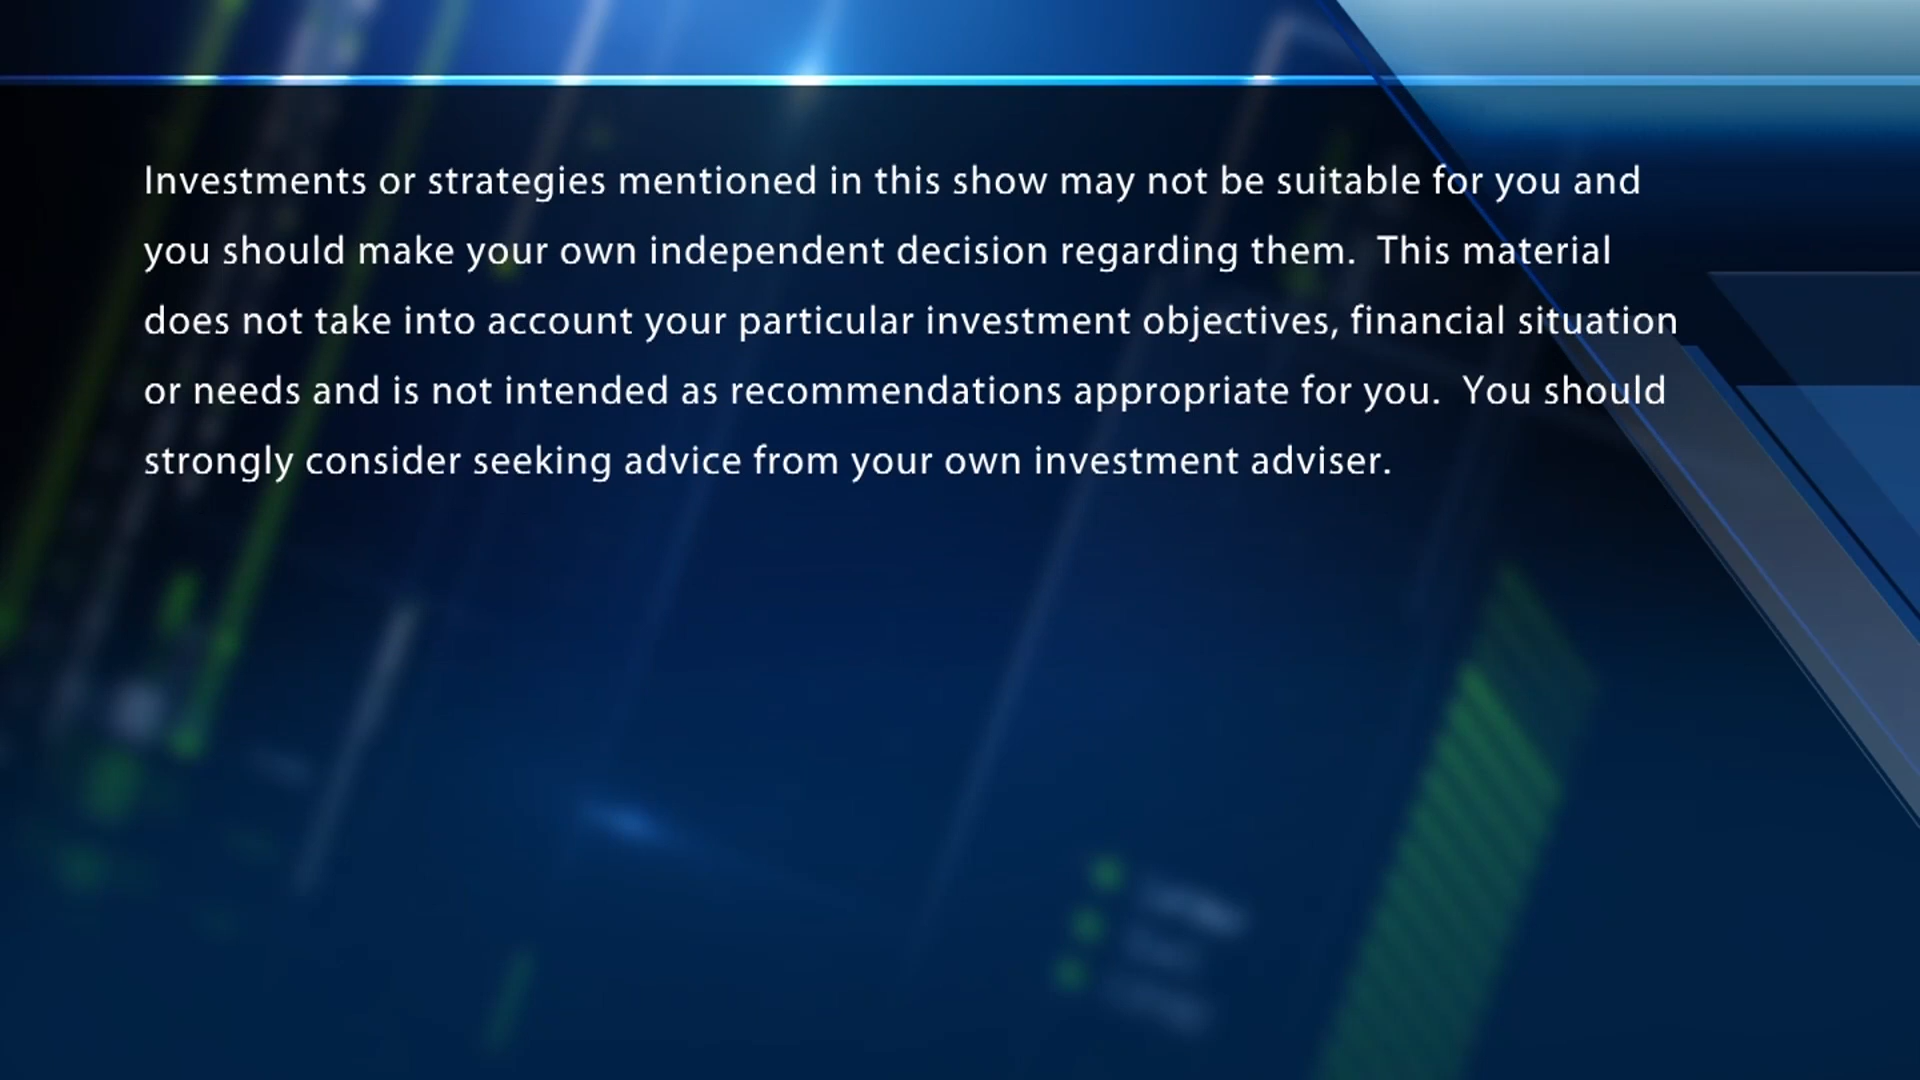 Investments or strategies mentioned in this show may not be suitable for you and
you should make your own independent decision regarding them.  This material
does not take into account your particular investment objectives, financial situation
or needs and is not intended as recommendations appropriate for you.  You should
strongly consider seeking advice from your own investment adviser.